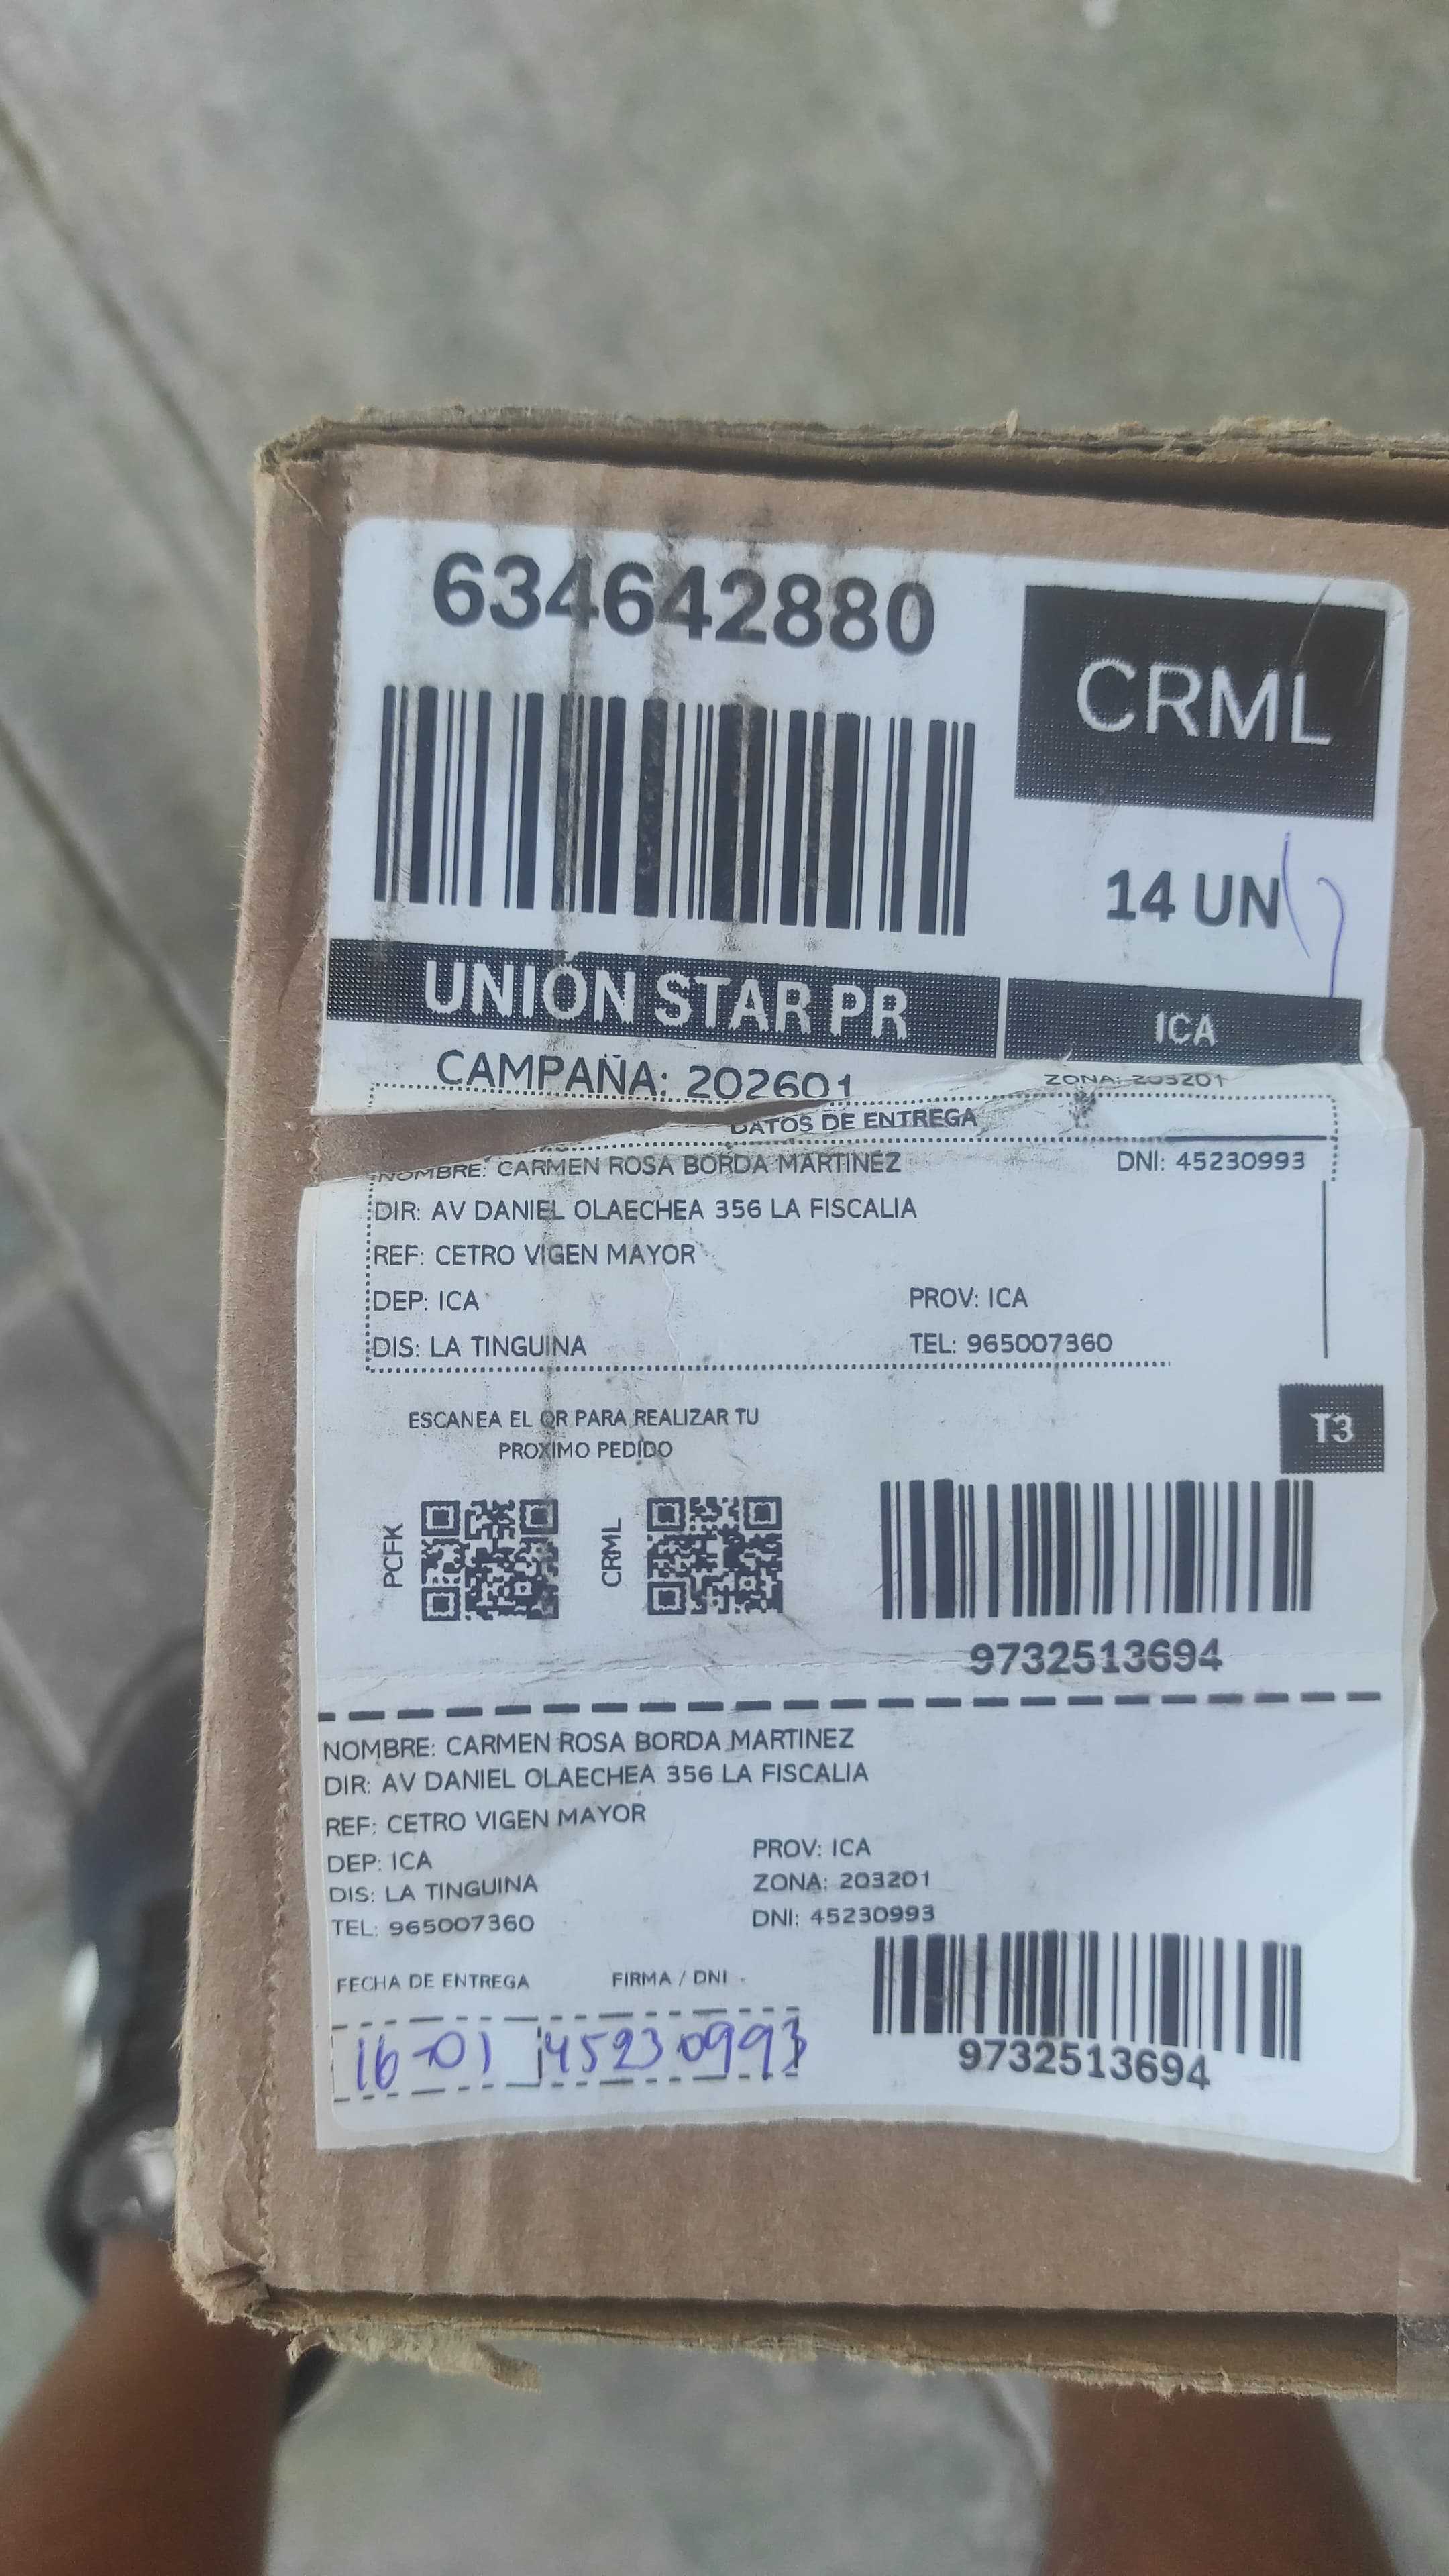 634642880
CRML
14 UN
UNIÓN STAR PR
ICA
CAMPAÑA: 202601
ZONA: 203201
DATOS DE ENTREGA
NOMBRE: CARMEN ROSA BORDA MARTINEZ
DNI: 45230993
DIR: AV DANIEL OLAECHEA 356 LA FISCALIA
REF: CETRO VIGEN MAYOR
DEP: ICA
PROV: ICA
DIS: LA TINGUINA
TEL: 965007360
T3
ESCANEA EL QR PARA REALIZAR TU
PROXIMO PEDIDO
PCFK
CRML
9732513694
NOMBRE: CARMEN ROSA BORDA MARTINEZ
DIR: AV DANIEL OLAECHEA 356 LA FISCALIA
REF: CETRO VIGEN MAYOR
DEP: ICA
PROV: ICA
DIS: LA TINGUINA
ZONA: 203201
TEL: 965007360
DNI: 45230993
FECHA DE ENTREGA
FIRMA / DNI
16-01
45230993
9732513694